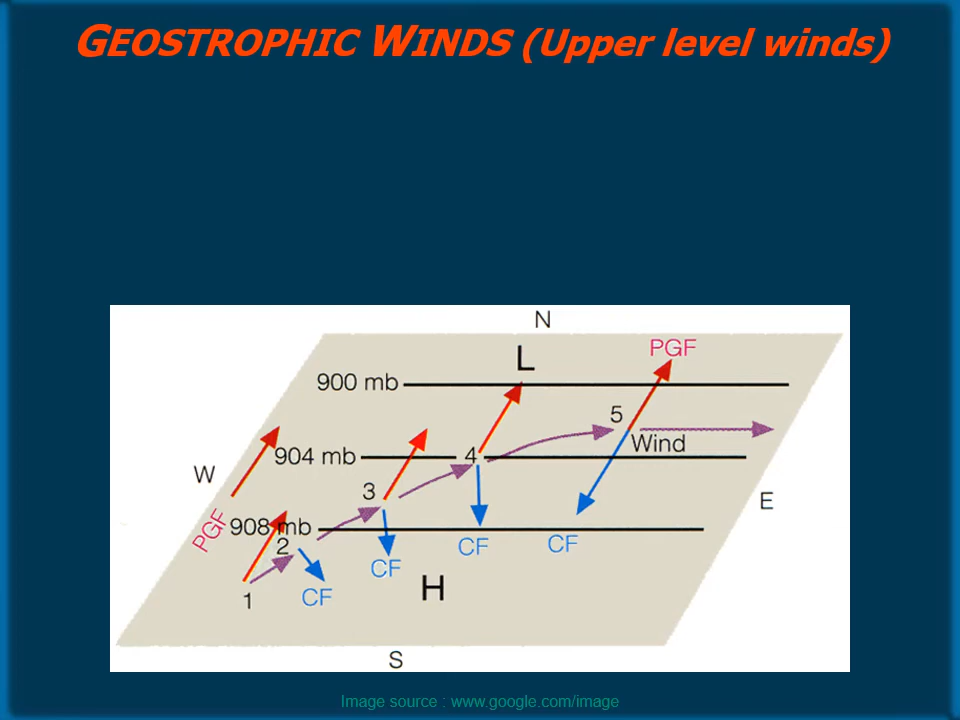 GEOSTROPHIC WINDS (Upper level winds)
N
L
PGF
900 mb
5
Wind
904 mb
4
W
3
E
PGF
908 mb
2
CF
CF
CF
H
1
CF
S
Image source : www.google.com/image